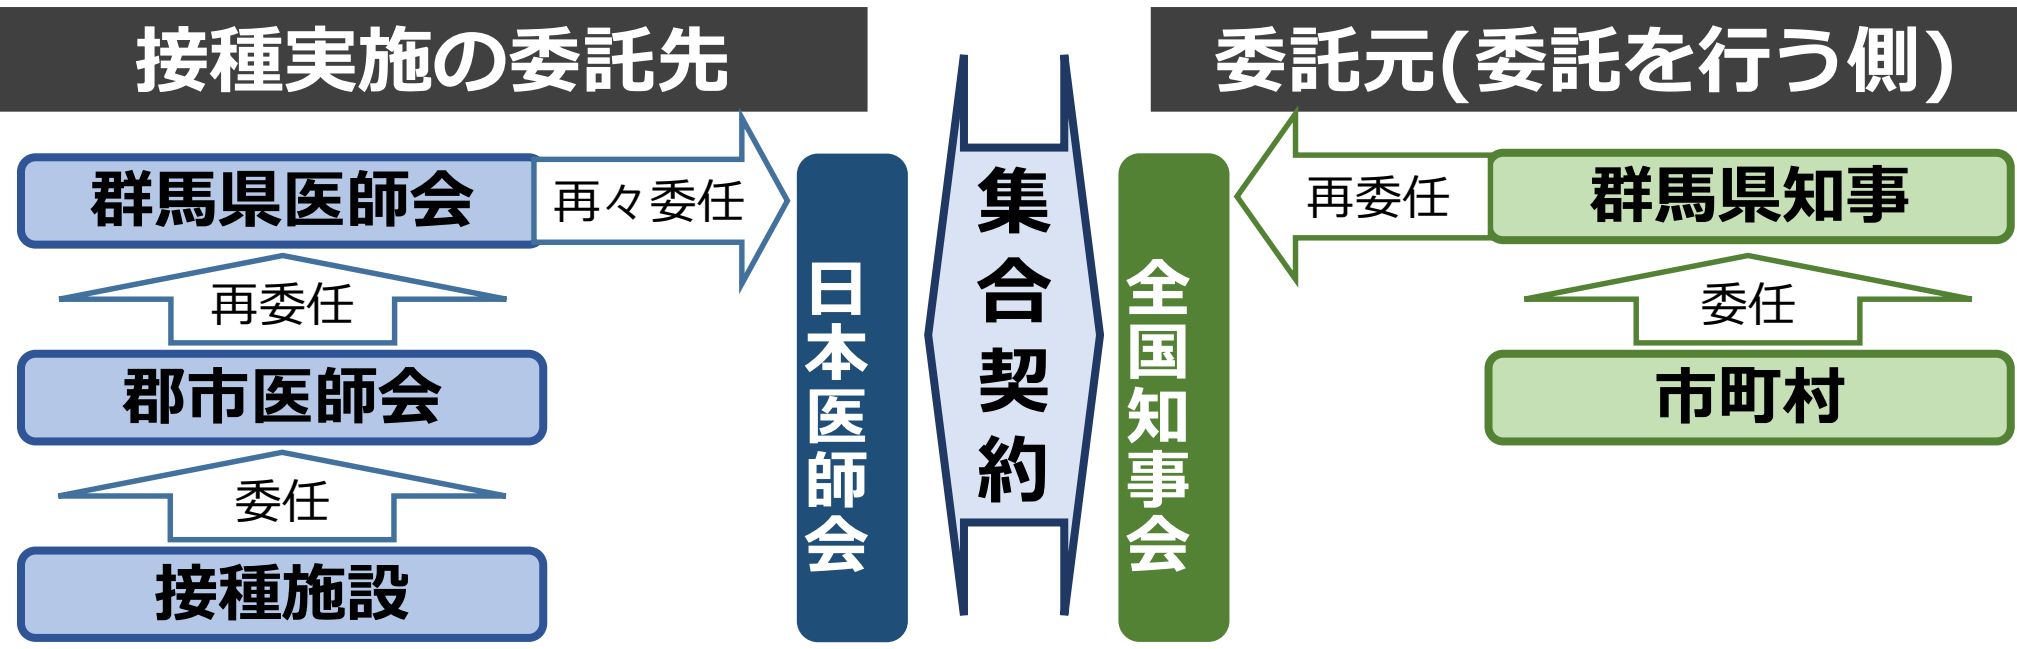 接種実施の委託先
委託元(委託を行う側)
群馬県医師会
再々委任
再委任
郡市医師会
委任
接種施設
日本医師会
集合契約
全国知事会
再委任
群馬県知事
委任
市町村